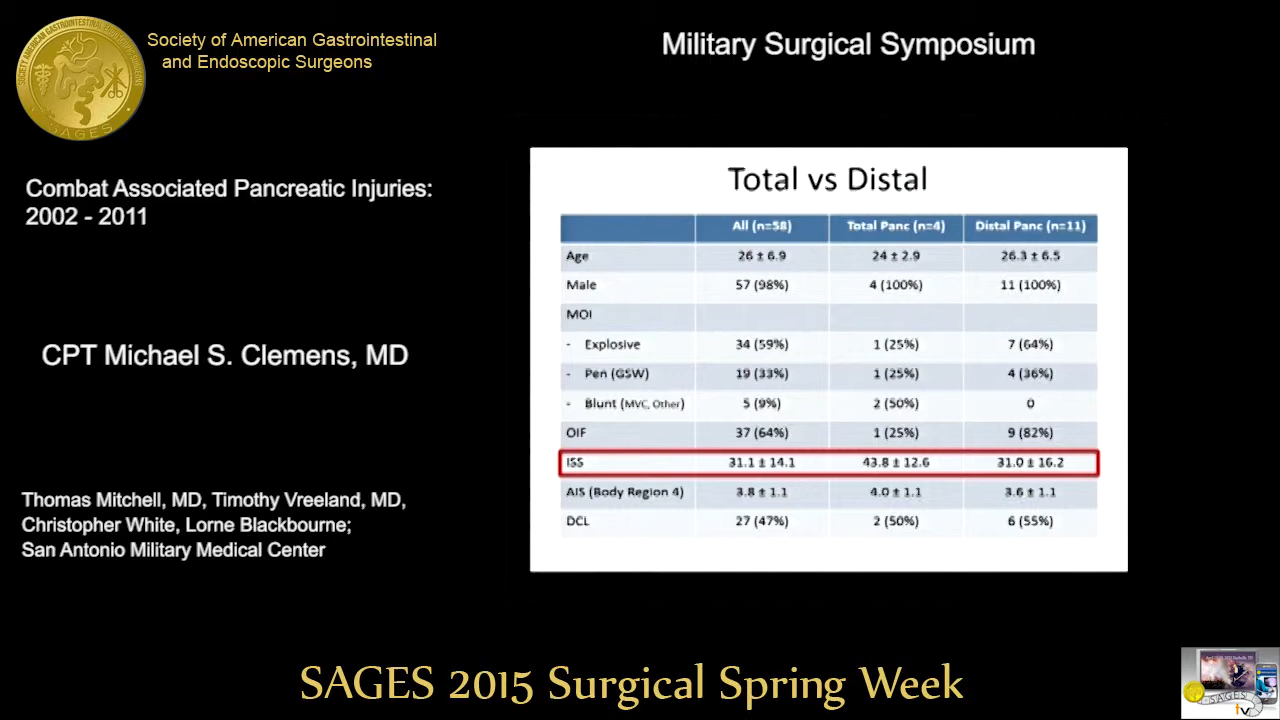 Society of American Gastrointestinal
and Endoscopic Surgeons
Military Surgical Symposium
Combat Associated Pancreatic Injuries:
2002 - 2011
CPT Michael S. Clemens, MD
Thomas Mitchell, MD, Timothy Vreeland, MD,
Christopher White, Lorne Blackbourne;
San Antonio Military Medical Center
Total vs Distal
All (n=58) Total Panc (n=4) Distal Panc (n=11)
Age 26 ± 6.9 24 ± 2.9 26.3 ± 6.5
Male 57 (98%) 4 (100%) 11 (100%)
MOI
- Explosive 34 (59%) 1 (25%) 7 (64%)
- Pen (GSW) 19 (33%) 1 (25%) 4 (36%)
- Blunt (MVC, Other) 5 (9%) 2 (50%) 0
OIF 37 (64%) 1 (25%) 9 (82%)
ISS 31.1 ± 14.1 43.8 ± 12.6 31.0 ± 16.2
AIS (Body Region 4) 3.8 ± 1.1 4.0 ± 1.1 3.6 ± 1.1
DCL 27 (47%) 2 (50%) 6 (55%)
SAGES 2015 Surgical Spring Week
SAGES
tv